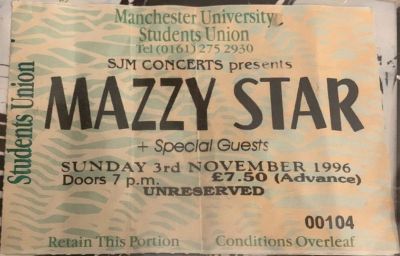 Manchester University
Students Union
Tel (0161) 275 2930
SJM CONCERTS presents
MAZZY STAR
+ Special Guests
SUNDAY 3rd NOVEMBER 1996
Doors 7 p.m. £7.50 (Advance)
UNRESERVED
00104
Retain This Portion Conditions Overleaf
Students Union